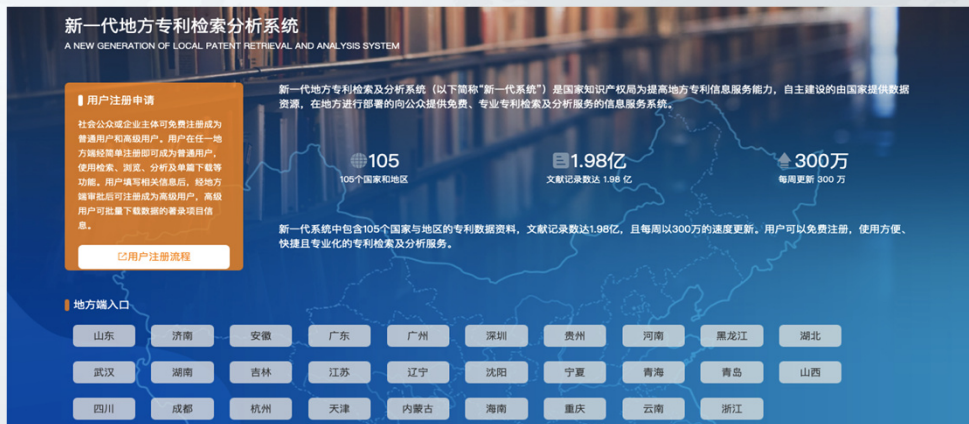 新一代地方专利检索分析系统
A NEW GENERATION OF LOCAL PATENT RETRIEVAL AND ANALYSIS SYSTEM
用户注册申请
社会公众或企业主体可免费注册成为
普通用户和高级用户。用户在任一地
方端经简单注册即可成为普通用户，
使用检索、浏览、分析及单篇下载等
功能。用户填写相关信息后，经地方
端审批后可注册成为高级用户，高级
用户可批量下载数据的著录项目信
息。
用户注册流程
新一代地方专利检索及分析系统（以下简称“新一代系统”）是国家知识产权局为提高地方专利信息服务能力，自主建设的由国家提供数据
资源，在地方进行部署的向公众提供免费、专业专利检索及分析服务的信息服务系统。
105
105个国家和地区
1.98亿
文献记录数达 1.98 亿
300万
每周更新 300 万
新一代系统中包含105个国家与地区的专利数据资料，文献记录数达1.98亿，且每周以300万的速度更新。用户可以免费注册，使用方便、
快捷且专业化的专利检索及分析服务。
地方端入口
山东 济南 安徽 广东 广州 深圳 贵州 河南 黑龙江 湖北
武汉 湖南 吉林 江苏 辽宁 沈阳 宁夏 青海 青岛 山西
四川 成都 杭州 天津 内蒙古 海南 重庆 云南 浙江